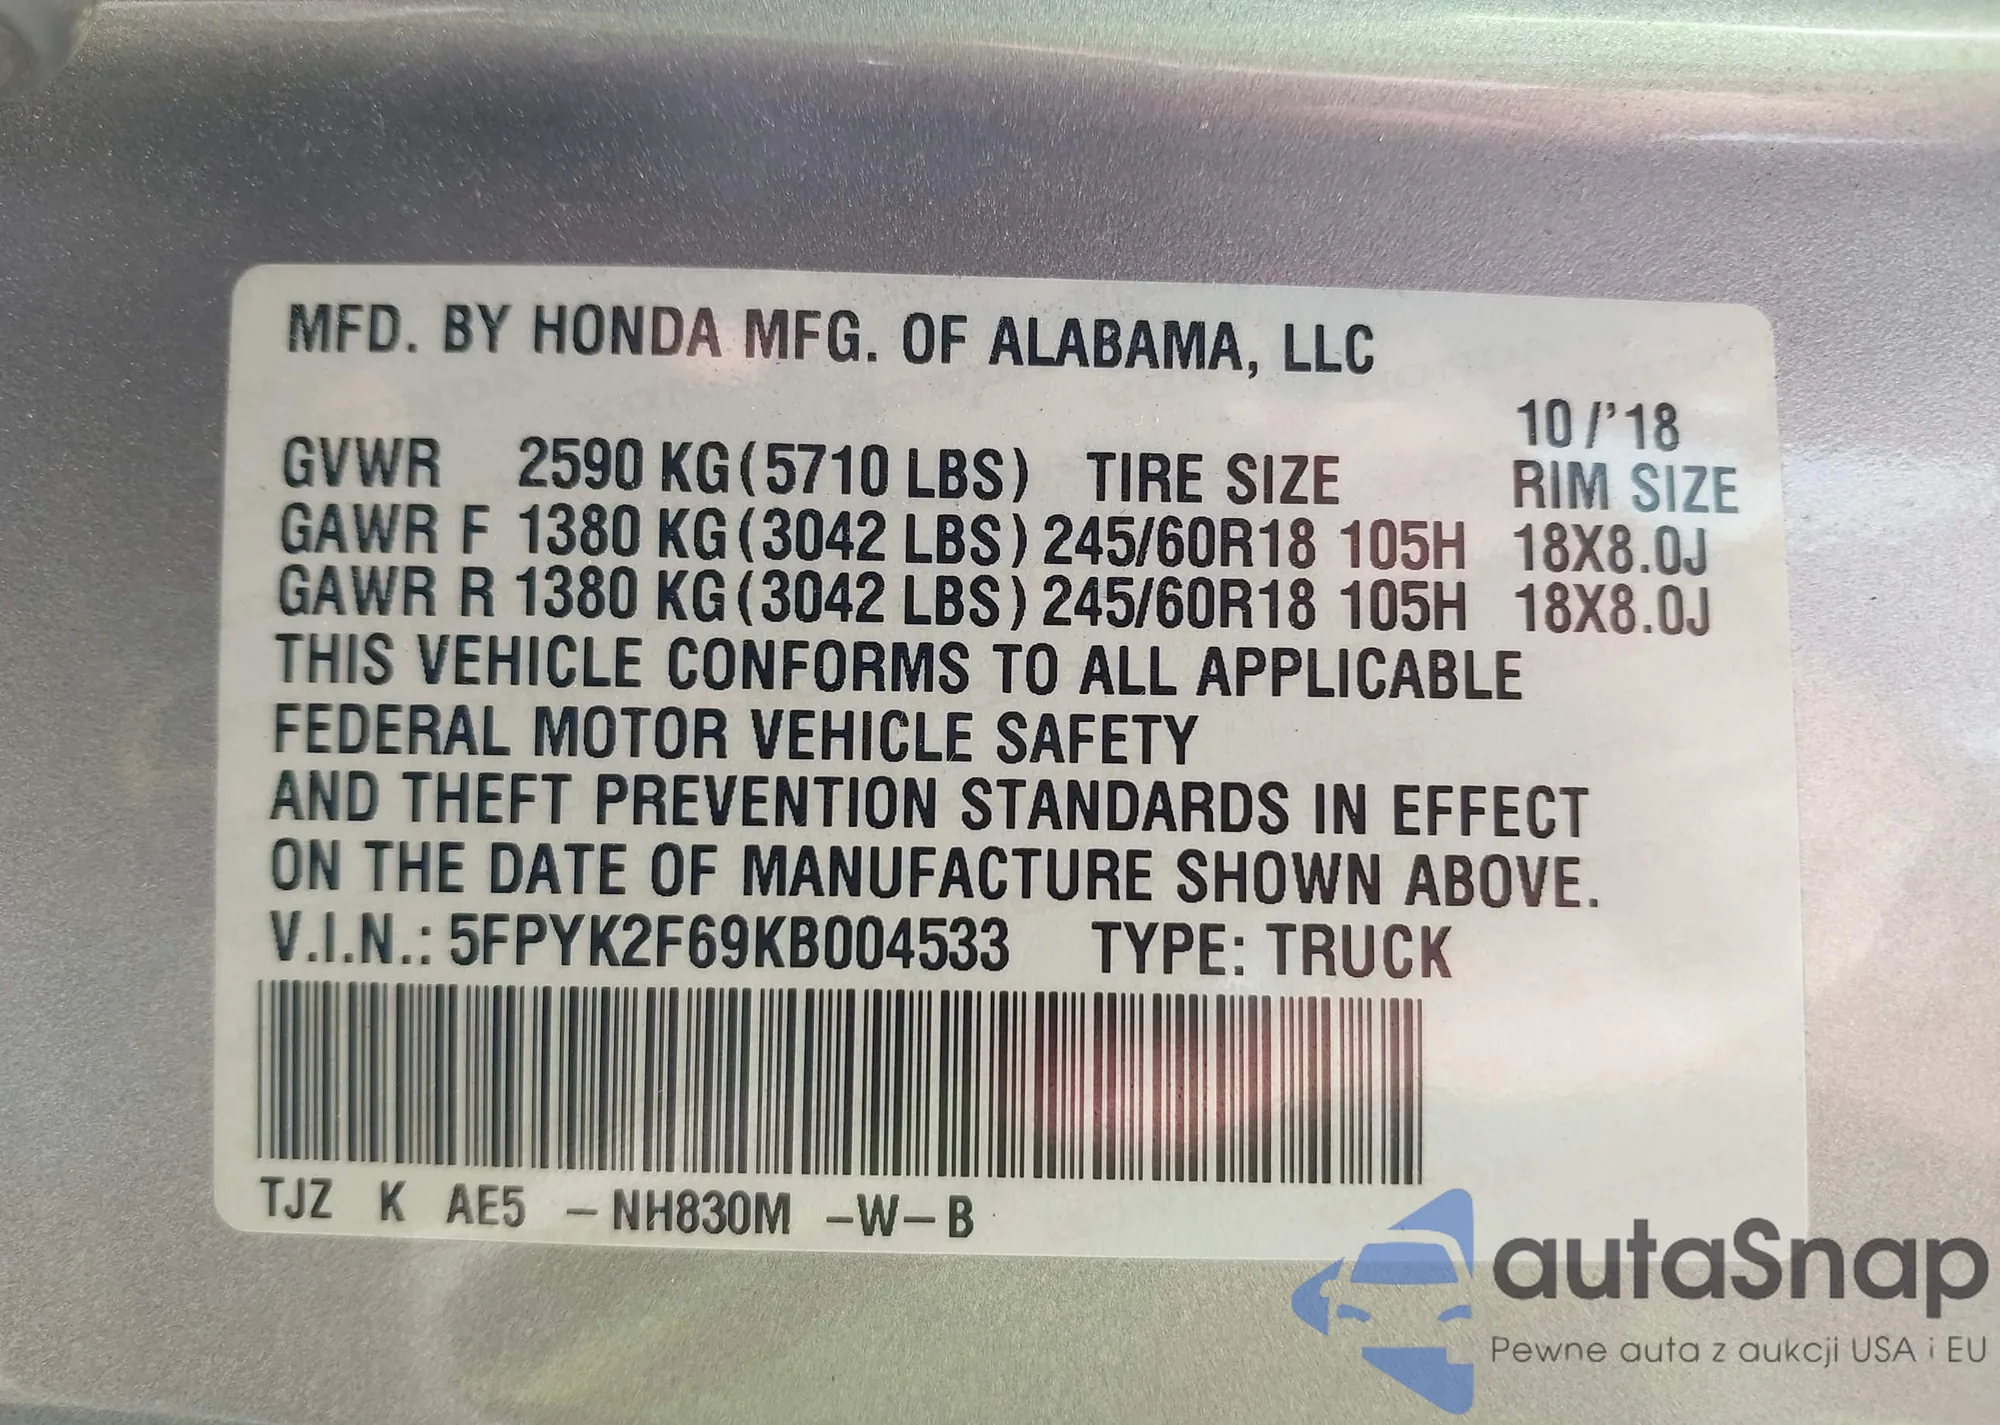 MFD. BY HONDA MFG. OF ALABAMA, LLC
10/'18
GVWR 2590 KG(5710 LBS) TIRE SIZE RIM SIZE
GAWR F 1380 KG(3042 LBS) 245/60R18 105H 18X8.0J
GAWR R 1380 KG(3042 LBS) 245/60R18 105H 18X8.0J
THIS VEHICLE CONFORMS TO ALL APPLICABLE
FEDERAL MOTOR VEHICLE SAFETY
AND THEFT PREVENTION STANDARDS IN EFFECT
ON THE DATE OF MANUFACTURE SHOWN ABOVE.
V.I.N.: 5FPYK2F69KB004533 TYPE: TRUCK
TJZ K AE5 –NH830M –W–B
autaSnap
Pewne auta z aukcji USA i EU